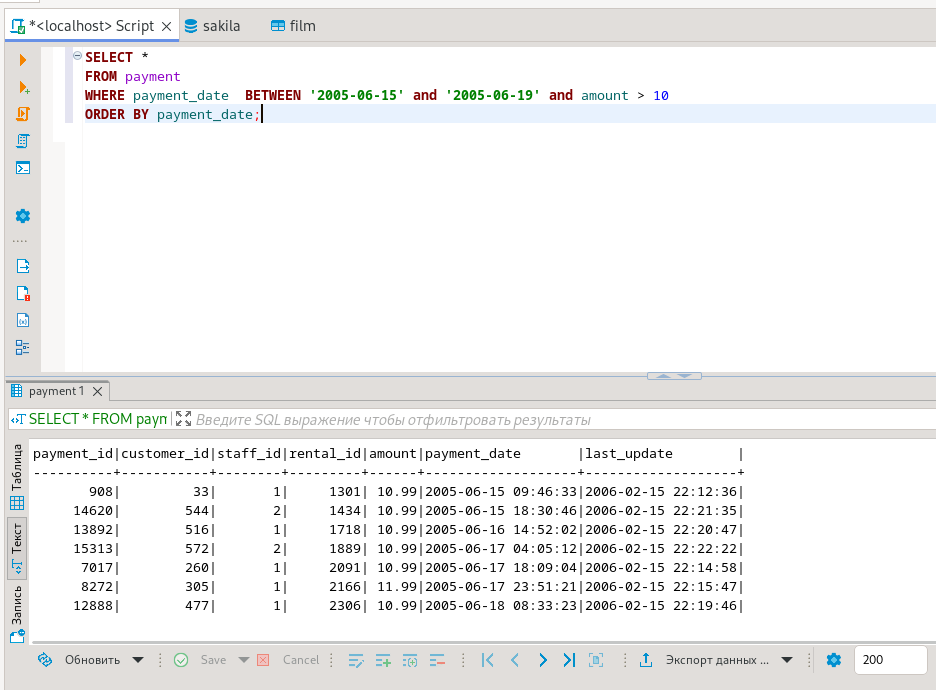 *<localhost> Script
sakila
film
SELECT *
FROM payment
WHERE payment_date  BETWEEN '2005-06-15' and '2005-06-19' and amount > 10
ORDER BY payment_date;
payment 1
SELECT * FROM paym
Введите SQL выражение чтобы отфильтровать результаты
Таблица
Текст
Запись
payment_id|customer_id|staff_id|rental_id|amount|payment_date       |last_update        |
----------+-----------+--------+---------+------+-------------------+-------------------+
       908|         33|       1|     1301| 10.99|2005-06-15 09:46:33|2006-02-15 22:12:36|
     14620|        544|       2|     1434| 10.99|2005-06-15 18:30:46|2006-02-15 22:21:35|
     13892|        516|       1|     1718| 10.99|2005-06-16 14:52:02|2006-02-15 22:20:47|
     15313|        572|       2|     1889| 10.99|2005-06-17 04:05:12|2006-02-15 22:22:22|
      7017|        260|       1|     2091| 10.99|2005-06-17 18:09:04|2006-02-15 22:14:58|
      8272|        305|       1|     2166| 11.99|2005-06-17 23:51:21|2006-02-15 22:15:47|
     12888|        477|       1|     2306| 10.99|2005-06-18 08:33:23|2006-02-15 22:19:46|
Обновить
Save
Cancel
Экспорт данных ...
200